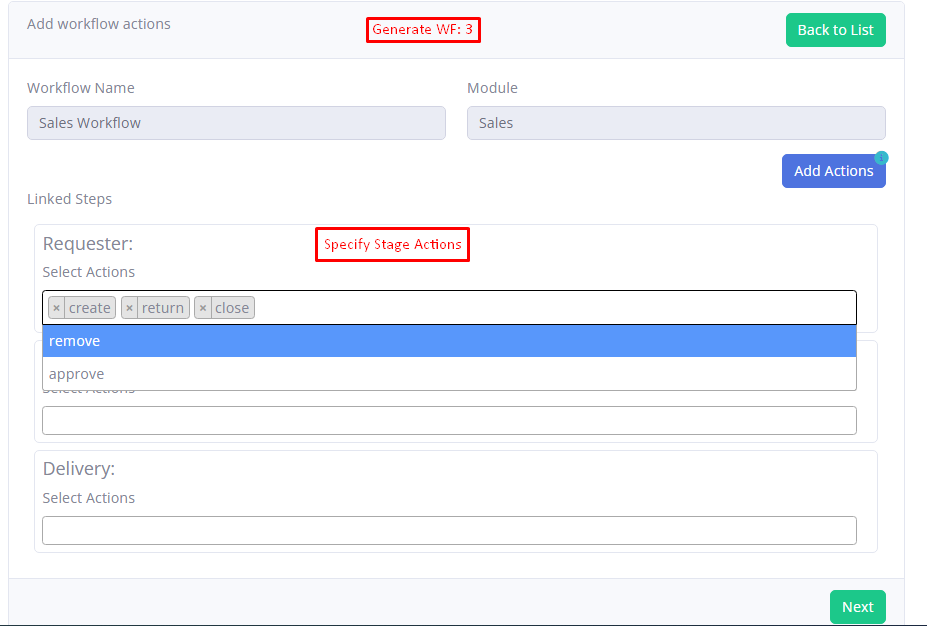 Add workflow actions
Generate WF: 3
Back to List
Workflow Name
Module
Sales Workflow
Sales
Add Actions
Linked Steps
Requester:
Specify Stage Actions
Select Actions
× create × return × close
remove
approve
Select Actions
Delivery:
Select Actions
Next